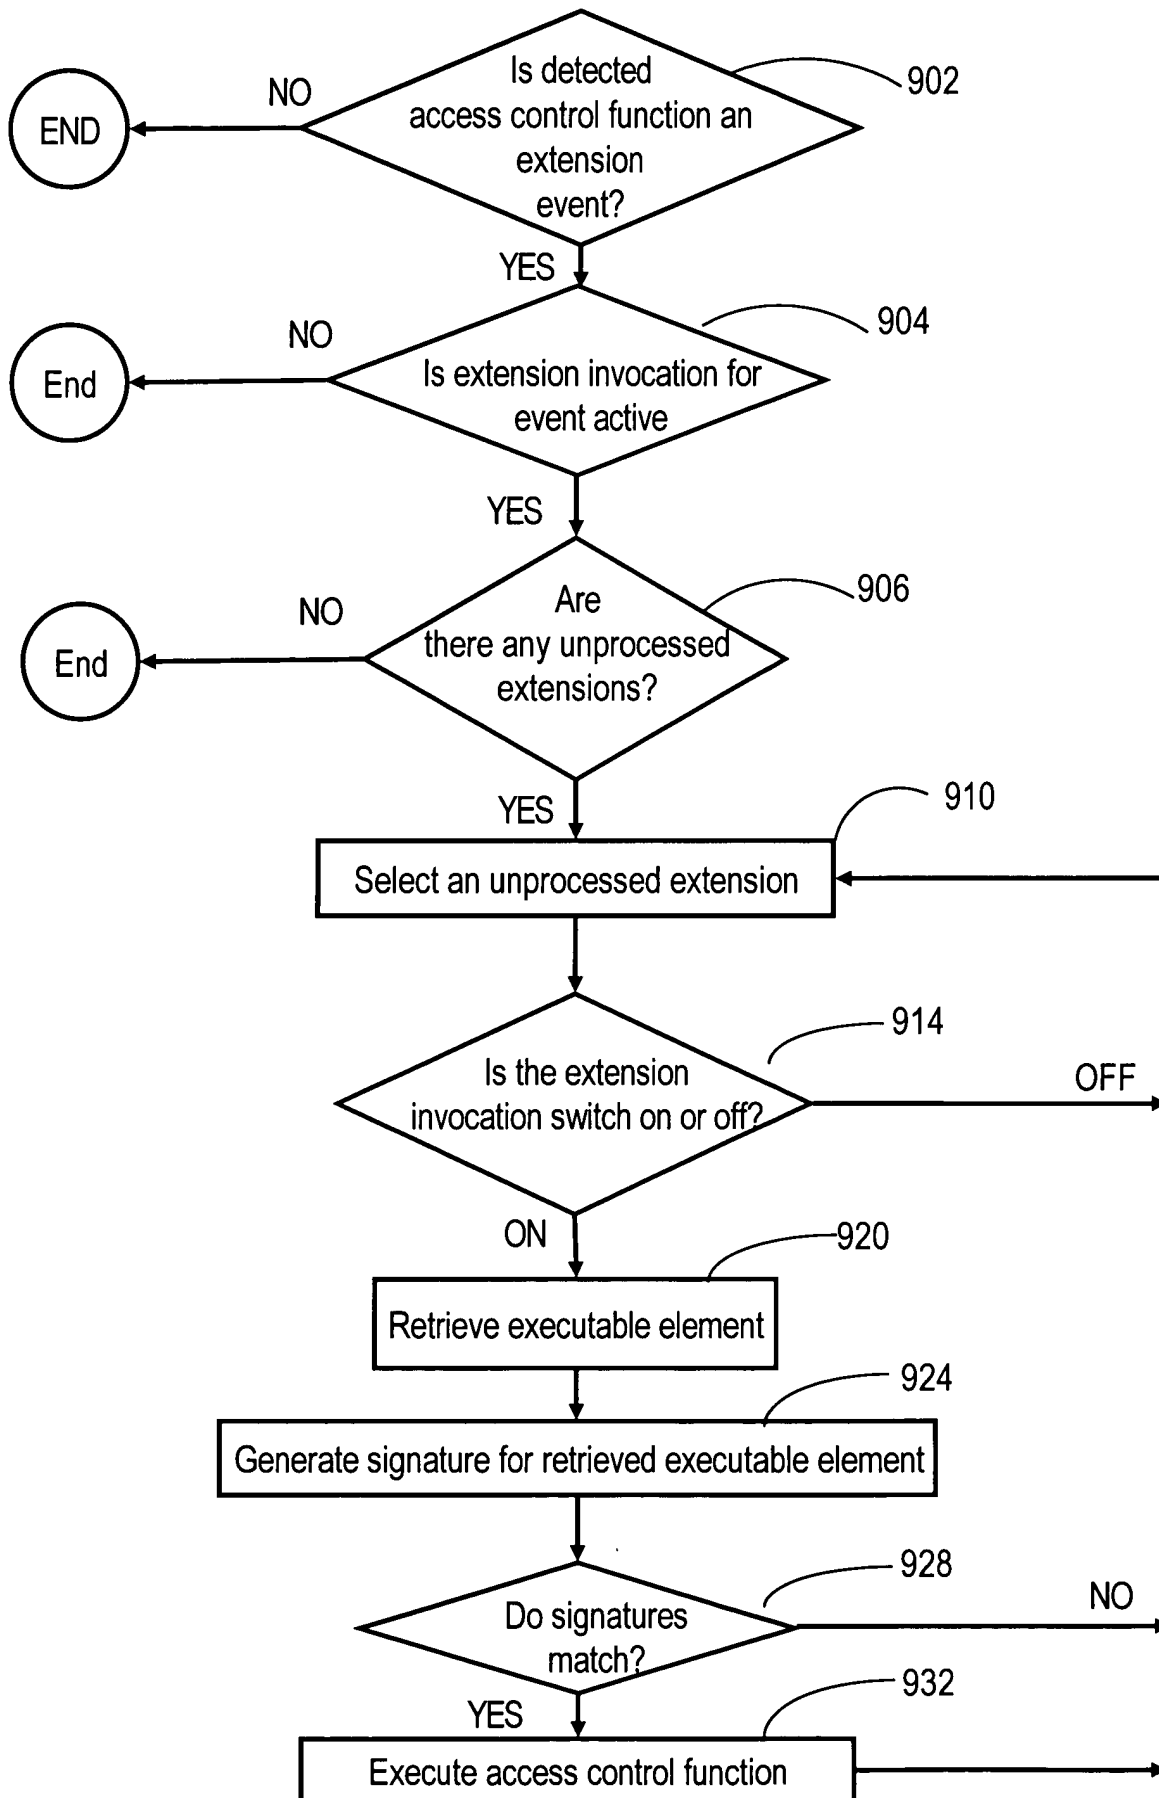 Is detected
access control function an
extension
event?
902
NO
END
YES
904
NO
End
Is extension invocation for
event active
YES
906
NO
End
Are
there any unprocessed
extensions?
YES
910
Select an unprocessed extension
914
Is the extension
invocation switch on or off?
OFF
ON
920
Retrieve executable element
924
Generate signature for retrieved executable element
928
Do signatures
match?
NO
YES
932
Execute access control function